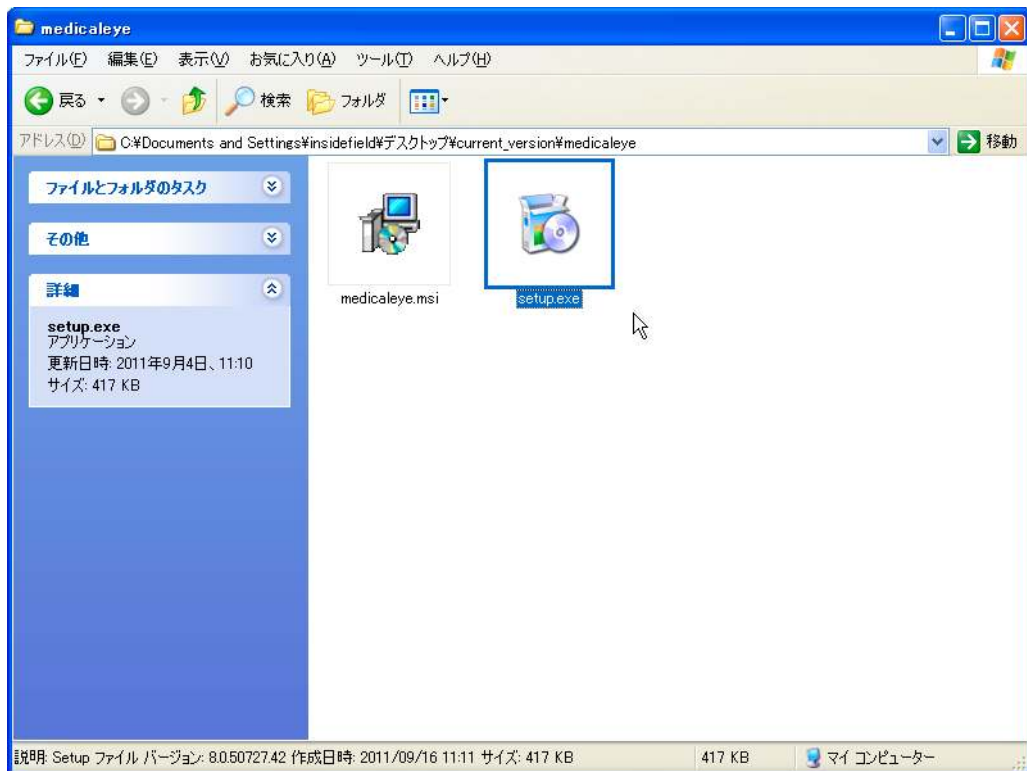 medicaleye
ファイル(F) 編集(E) 表示(V) お気に入り(A) ツール(T) ヘルプ(H)
戻る 検索 フォルダ
アドレス(D) C:¥Documents and Settings¥insidefield¥デスクトップ¥current_version¥medicaleye 移動
ファイルとフォルダのタスク
その他
詳細
setup.exe
アプリケーション
更新日時: 2011年9月4日、11:10
サイズ: 417 KB
medicaleye.msi
setup.exe
説明: Setup ファイル バージョン: 8.0.50727.42 作成日時: 2011/09/16 11:11 サイズ: 417 KB 417 KB マイ コンピューター